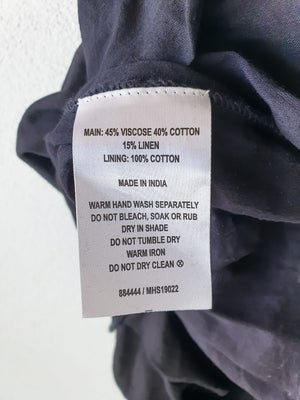 MAIN: 45% VISCOSE 40% COTTON
15% LINEN
LINING: 100% COTTON
MADE IN INDIA
WARM HAND WASH SEPARATELY
DO NOT BLEACH, SOAK OR RUB
DRY IN SHADE
DO NOT TUMBLE DRY
WARM IRON
DO NOT DRY CLEAN ⓧ
884444 / MHS19022